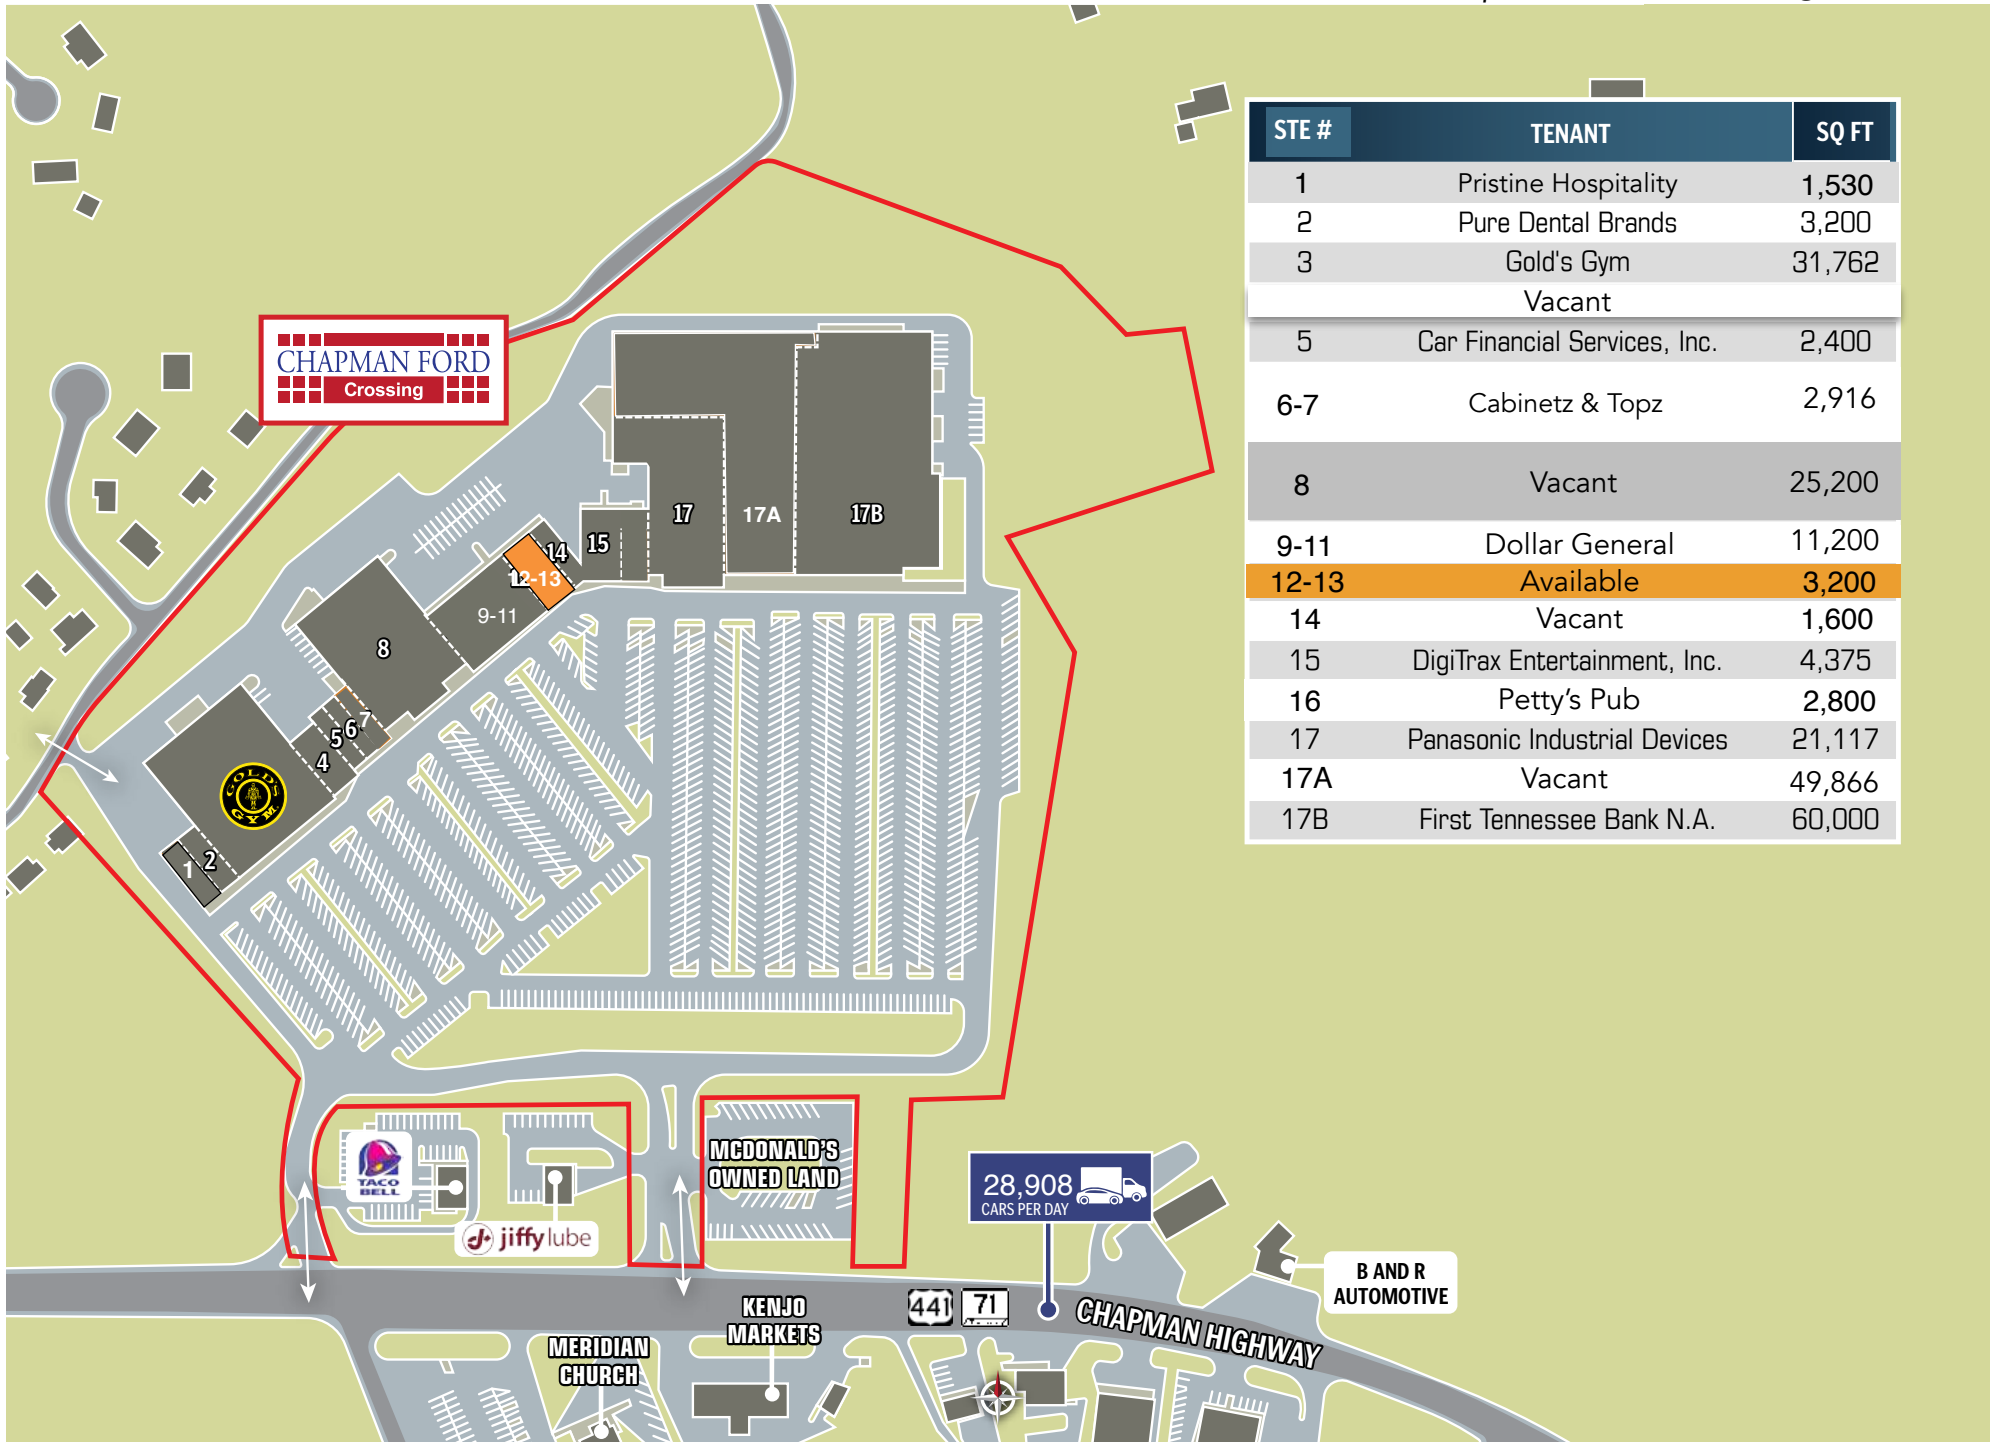 STE # TENANT SQ FT
1 Pristine Hospitality 1,530
2 Pure Dental Brands 3,200
3 Gold's Gym 31,762
Vacant
5 Car Financial Services, Inc. 2,400
6-7 Cabinetz & Topz 2,916
8 Vacant 25,200
9-11 Dollar General 11,200
12-13 Available 3,200
14 Vacant 1,600
15 DigiTrax Entertainment, Inc. 4,375
16 Petty's Pub 2,800
17 Panasonic Industrial Devices 21,117
17A Vacant 49,866
17B First Tennessee Bank N.A. 60,000
CHAPMAN FORD
Crossing
17
17A
17B
15
14
12-13
9-11
8
7
6
5
4
GOLD'S
GYM
2
1
TACO
BELL
jiffy lube
MCDONALD'S
OWNED LAND
28,908
CARS PER DAY
B AND R
AUTOMOTIVE
441
71
CHAPMAN HIGHWAY
KENJO
MARKETS
MERIDIAN
CHURCH